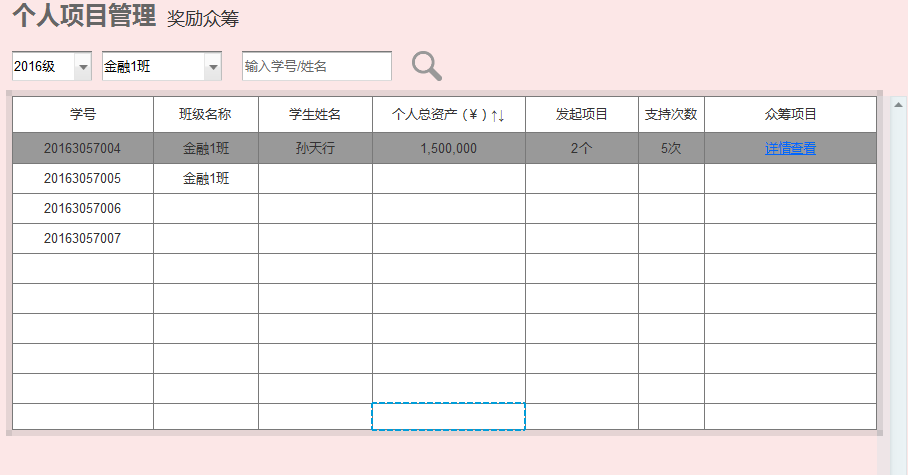 个人项目管理 奖励众筹
2016级 金融1班 输入学号/姓名
学号 班级名称 学生姓名 个人总资产（¥）↑↓ 发起项目 支持次数 众筹项目
20163057004 金融1班 孙天行 1,500,000 2个 5次 详情查看
20163057005 金融1班
20163057006
20163057007